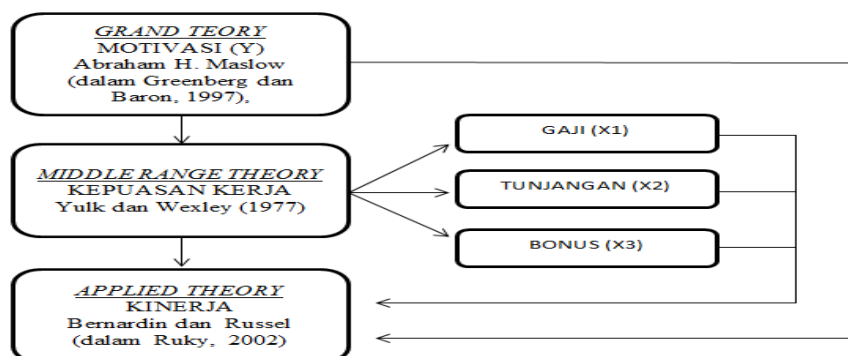 GRAND TEORY
MOTIVASI (Y)
Abraham H. Maslow
(dalam Greenberg dan
Baron, 1997),
MIDDLE RANGE THEORY
KEPUASAN KERJA
Yulk dan Wexley (1977)
APPLIED THEORY
KINERJA
Bernardin dan Russel
(dalam Ruky, 2002)
GAJI (X1)
TUNJANGAN (X2)
BONUS (X3)